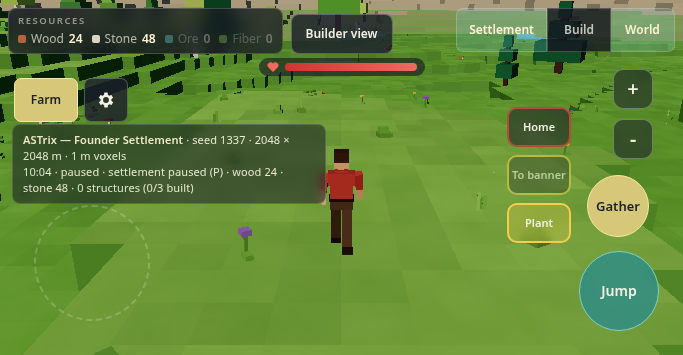 RESOURCES
Wood 24 Stone 48 Ore 0 Fiber 0
Builder view
Settlement Build World
Farm
ASTrix — Founder Settlement · seed 1337 · 2048 ×
2048 m · 1 m voxels
10:04 · paused · settlement paused (P) · wood 24 ·
stone 48 · 0 structures (0/3 built)
+
-
Home
To banner
Plant
Gather
Jump